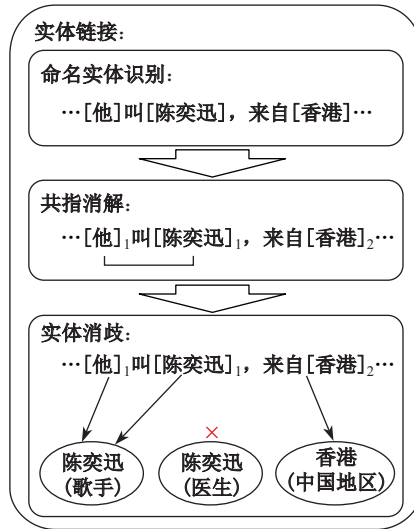 实体链接：
命名实体识别：
…[他]叫[陈奕迅]，来自[香港]…
共指消解：
…[他]₁叫[陈奕迅]₁，来自[香港]₂…
实体消歧：
…[他]₁叫[陈奕迅]₁，来自[香港]₂…
×
陈奕迅
(歌手)
陈奕迅
(医生)
香港
(中国地区)